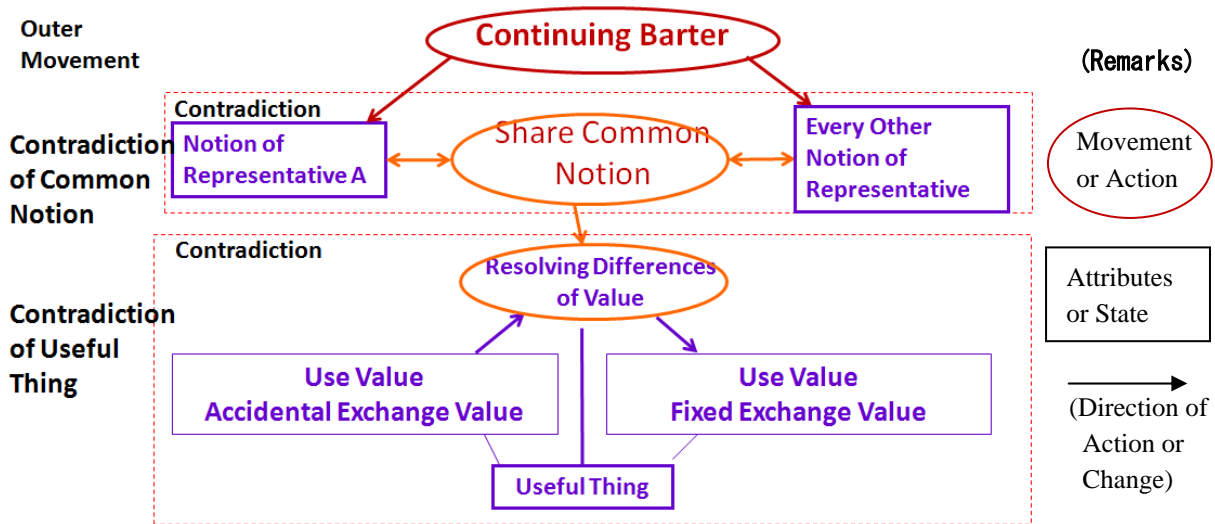 Outer
Movement
Continuing Barter
(Remarks)
Contradiction
Contradiction
of Common
Notion
Notion of
Representative A
Share Common
Notion
Every Other
Notion of
Representative
Movement
or Action
Contradiction
Resolving Differences
of Value
Attributes
or State
Contradiction
of Useful
Thing
Use Value
Accidental Exchange Value
Use Value
Fixed Exchange Value
(Direction of
Action or
Change)
Useful Thing